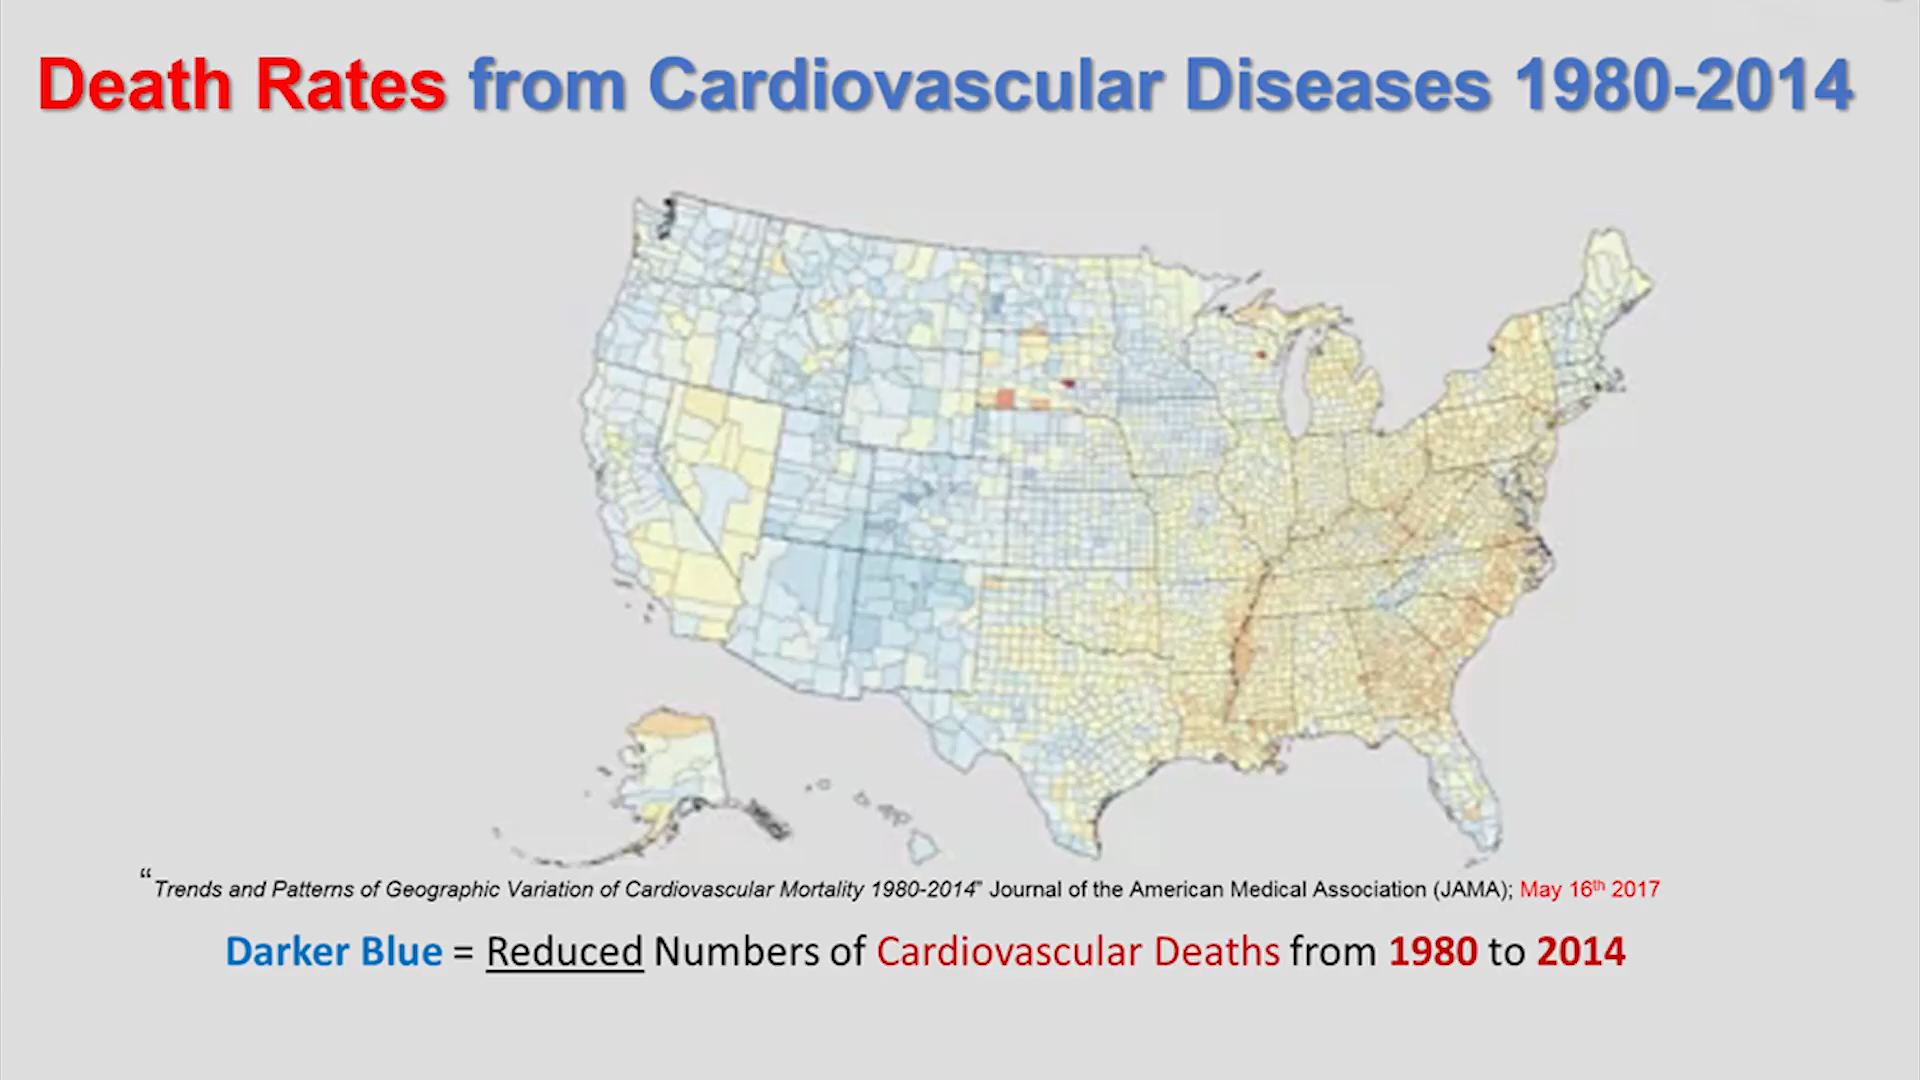 Death Rates from Cardiovascular Diseases 1980-2014
“Trends and Patterns of Geographic Variation of Cardiovascular Mortality 1980-2014” Journal of the American Medical Association (JAMA); May 16th 2017
Darker Blue = Reduced Numbers of Cardiovascular Deaths from 1980 to 2014